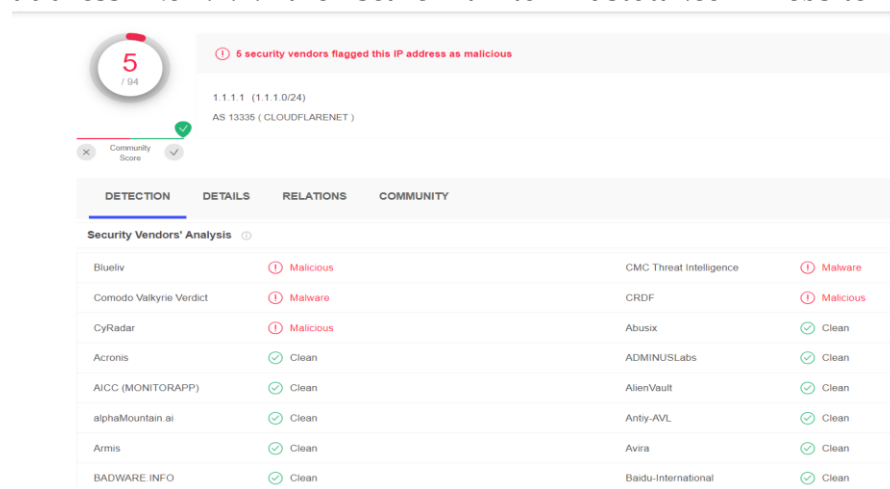 5
/ 94
5 security vendors flagged this IP address as malicious
1.1.1.1 (1.1.1.0/24)
AS 13335 ( CLOUDFLARENET )
Community
Score
DETECTION DETAILS RELATIONS COMMUNITY
Security Vendors' Analysis
Blueliv Malicious CMC Threat Intelligence Malware
Comodo Valkyrie Verdict Malware CRDF Malicious
CyRadar Malicious Abusix Clean
Acronis Clean ADMINUSLabs Clean
AICC (MONITORAPP) Clean AlienVault Clean
alphaMountain.ai Clean Antiy-AVL Clean
Armis Clean Avira Clean
BADWARE.INFO Clean Baidu-International Clean